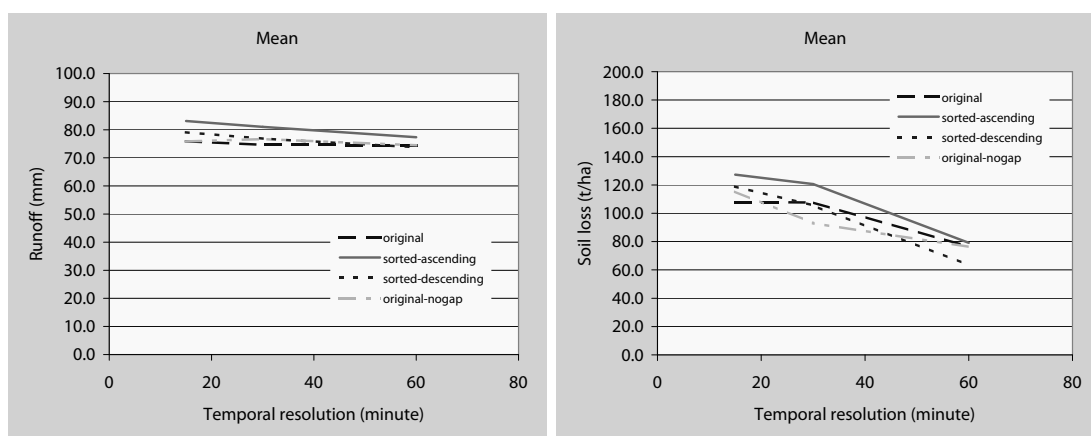 Mean
100.0
90.0
80.0
70.0
60.0
50.0
40.0
30.0
20.0
10.0
0.0
Runoff (mm)
original
sorted-ascending
sorted-descending
original-nogap
0 20 40 60 80
Temporal resolution (minute)
Mean
200.0
180.0
160.0
140.0
120.0
100.0
80.0
60.0
40.0
20.0
0.0
Soil loss (t/ha)
original
sorted-ascending
sorted-descending
original-nogap
0 20 40 60 80
Temporal resolution (minute)